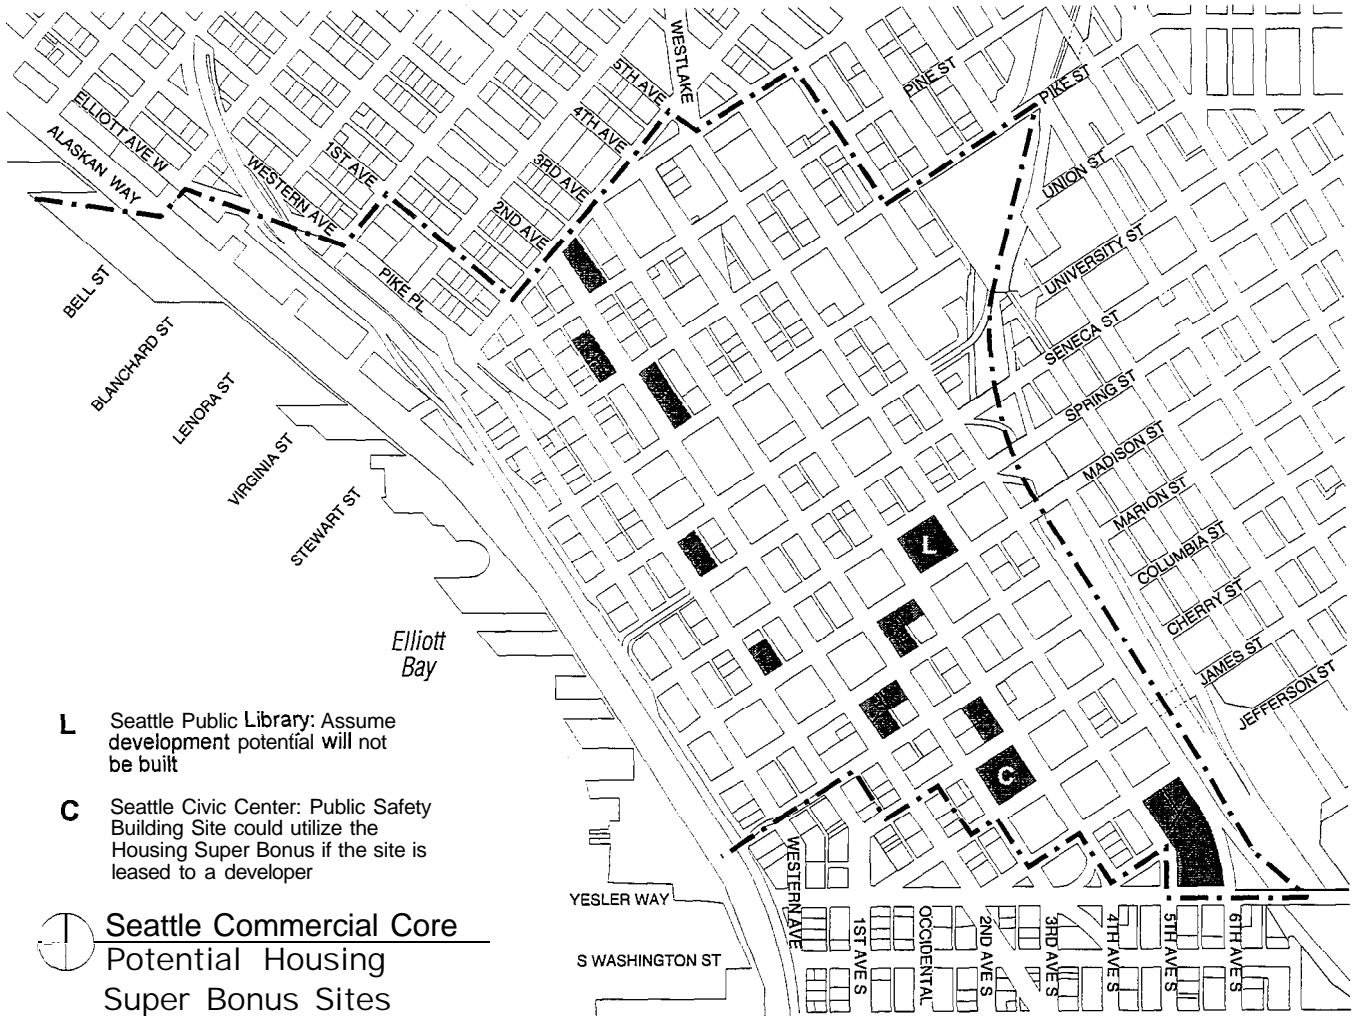 WESTLAKE
5TH AVE
4TH AVE
3RD AVE
2ND AVE
PINE ST
PIKE ST
ELLIOTT AVE W
ALASKAN WAY
WESTERN AVE
1ST AVE
PIKE PL
UNION ST
UNIVERSITY ST
SENECA ST
SPRING ST
MADISON ST
MARION ST
COLUMBIA ST
CHERRY ST
JAMES ST
JEFFERSON ST
BELL ST
BLANCHARD ST
LENORA ST
VIRGINIA ST
STEWART ST
L
C
Elliott
Bay
L Seattle Public Library: Assume
development potential will not
be built
C Seattle Civic Center: Public Safety
Building Site could utilize the
Housing Super Bonus if the site is
leased to a developer
YESLER WAY
S WASHINGTON ST
WESTERN AVE
1ST AVE S
OCCIDENTAL
2ND AVE S
3RD AVE S
4TH AVE S
5TH AVE S
6TH AVE S
Seattle Commercial Core
Potential Housing
Super Bonus Sites